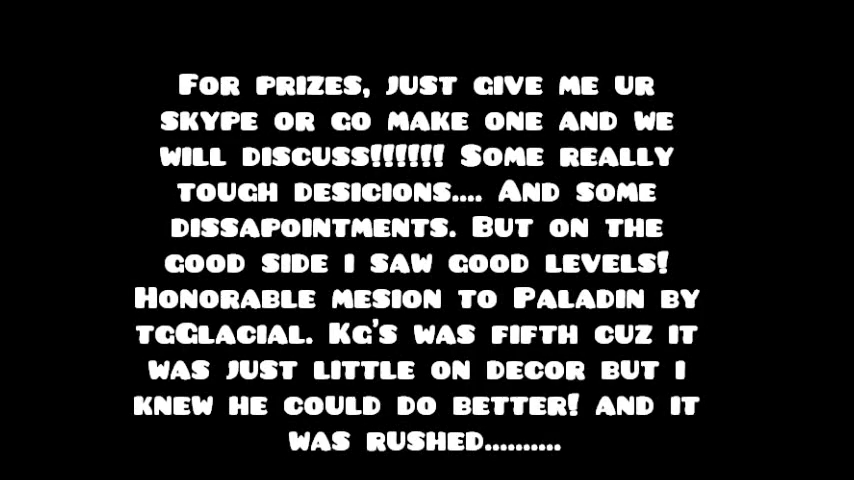 For prizes, just give me ur
skype or go make one and we
will discuss!!!!!! Some really
tough desicions.... And some
dissapointments. But on the
good side i saw good levels!
Honorable mesion to Paladin by
tgGlacial. Kg's was fifth cuz it
was just little on decor but i
knew he could do better! and it
was rushed..........